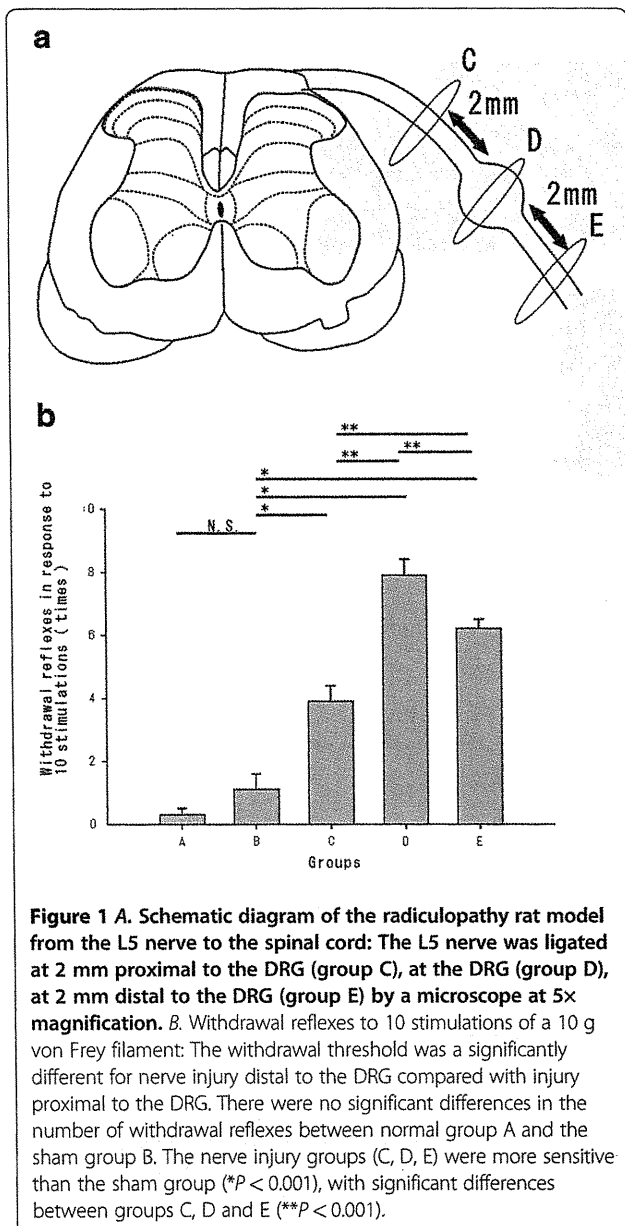 a
C
2mm
D
2mm
E
b
**
** **
*
*
*
N.S.
Withdrawal reflexes in response to
10 stimulations ( times )
:0
8
6
4
2
0
A B C D E
Groups
Figure 1 A. Schematic diagram of the radiculopathy rat model
from the L5 nerve to the spinal cord: The L5 nerve was ligated
at 2 mm proximal to the DRG (group C), at the DRG (group D),
at 2 mm distal to the DRG (group E) by a microscope at 5×
magnification. B. Withdrawal reflexes to 10 stimulations of a 10 g
von Frey filament: The withdrawal threshold was a significantly
different for nerve injury distal to the DRG compared with injury
proximal to the DRG. There were no significant differences in the
number of withdrawal reflexes between normal group A and the
sham group B. The nerve injury groups (C, D, E) were more sensitive
than the sham group (*P < 0.001), with significant differences
between groups C, D and E (**P < 0.001).